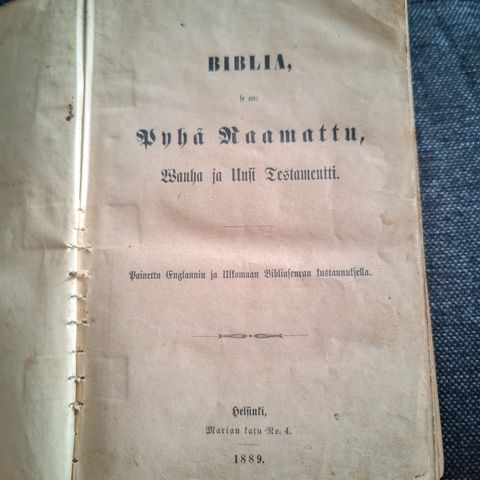 BIBLIA,
se on:
Pyhä Raamattu,
Wanha ja Uusi Testamentti.
Painettu Englannin ja Ulkomaan Bibliaseuran kustannuksella.
Helsinki,
Marian katu No. 4.
1889.